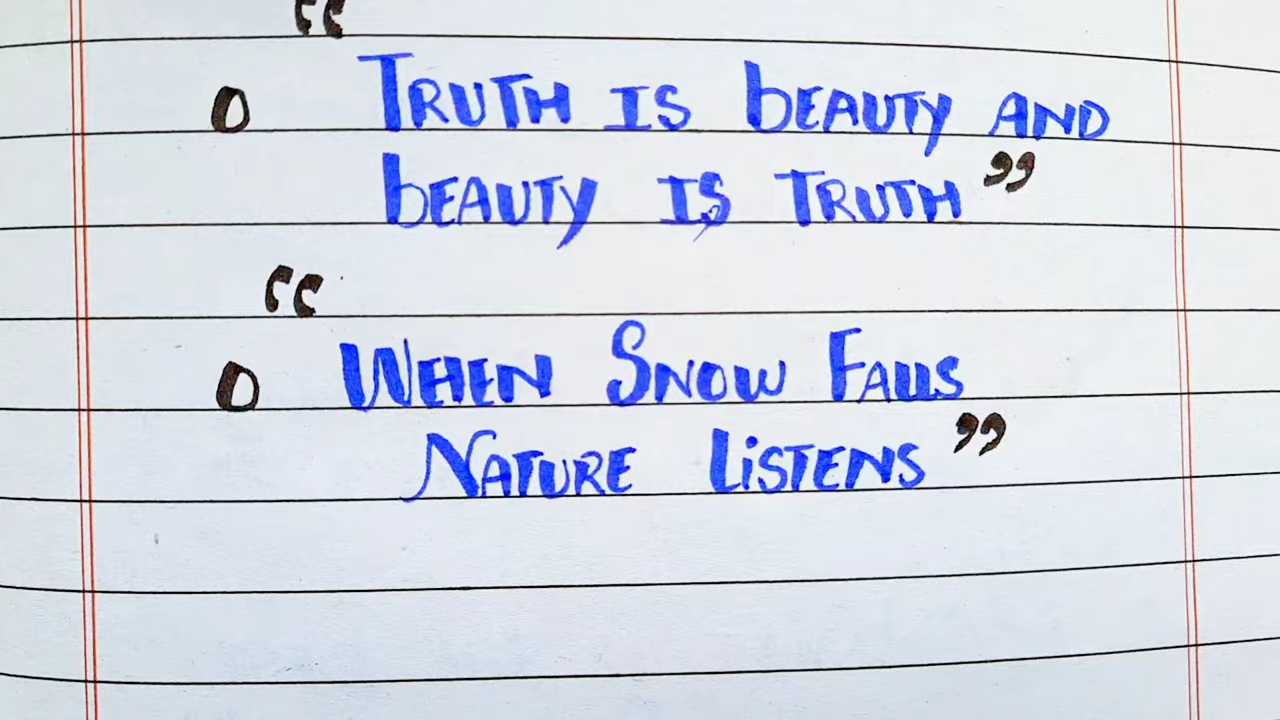 “
o TRUTH IS bEAUTY AND
bEAUTY IS TRUTH ”
“
o WHEN SNOW FALLS
NATURE LiSTENS ”